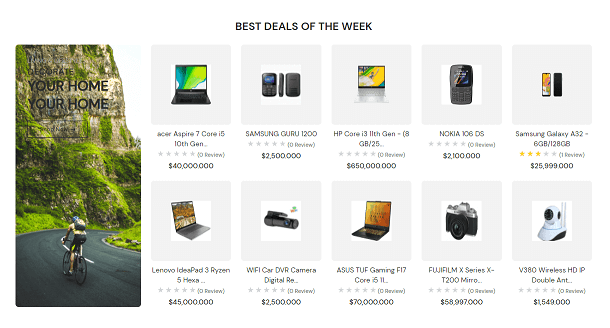 BEST DEALS OF THE WEEK
DECORATE
YOUR HOME
YOUR HOME
acer Aspire 7 Core i5
10th Gen...
(0 Review)
$40,000.000
SAMSUNG GURU 1200
(0 Review)
$2,500.000
HP Core i3 11th Gen - (8
GB/25...
(0 Review)
$650,000.000
NOKIA 106 DS
(0 Review)
$2,100.000
Samsung Galaxy A32 -
6GB/128GB
(1 Review)
$25,999.000
Lenovo IdeaPad 3 Ryzen
5 Hexa ...
(0 Review)
$45,000.000
WIFI Car DVR Camera
Digital Re...
(0 Review)
$2,500.000
ASUS TUF Gaming F17
Core i5 11...
(0 Review)
$70,000.000
FUJIFILM X Series X-
T200 Mirro...
(0 Review)
$58,997.000
V380 Wireless HD IP
Double Ant...
(0 Review)
$1,549.000